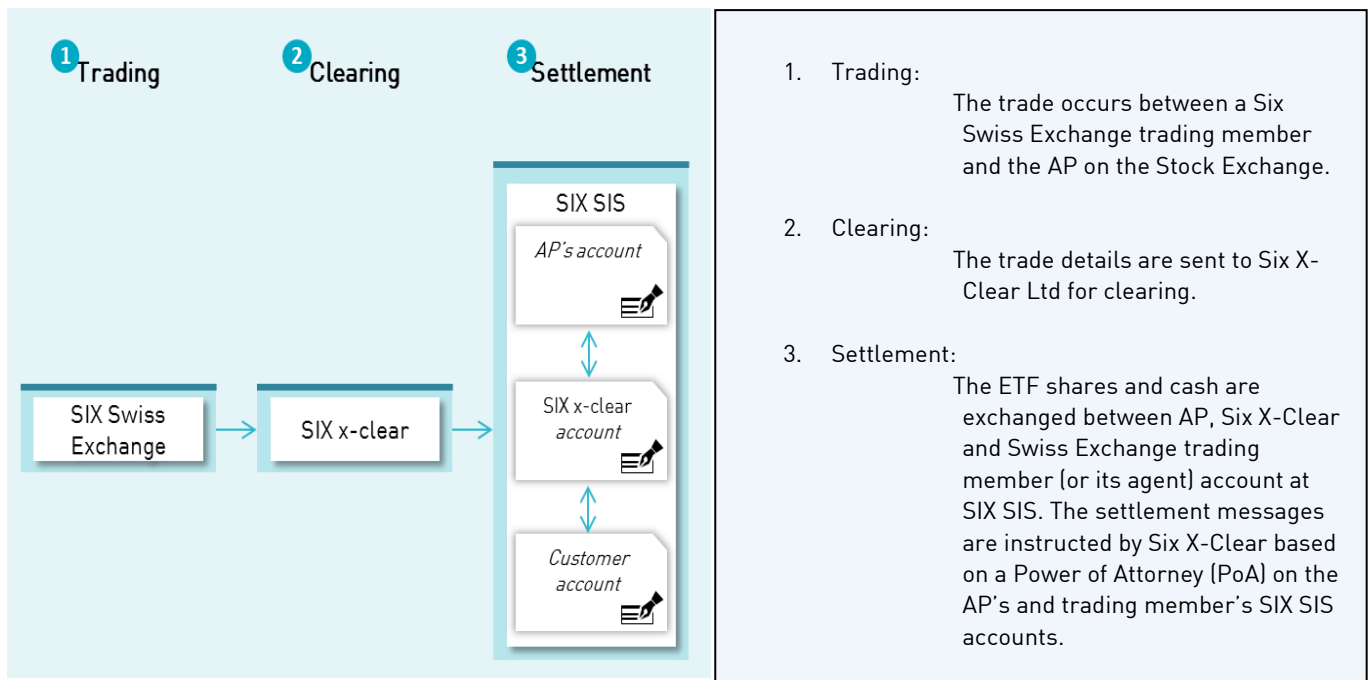 1 Trading
2 Clearing
3 Settlement
SIX SIS
AP's account
SIX Swiss
Exchange
SIX x-clear
SIX x-clear
account
Customer
account
1. Trading:
The trade occurs between a Six
Swiss Exchange trading member
and the AP on the Stock Exchange.
2. Clearing:
The trade details are sent to Six X-
Clear Ltd for clearing.
3. Settlement:
The ETF shares and cash are
exchanged between AP, Six X-Clear
and Swiss Exchange trading
member (or its agent) account at
SIX SIS. The settlement messages
are instructed by Six X-Clear based
on a Power of Attorney (PoA) on the
AP's and trading member's SIX SIS
accounts.